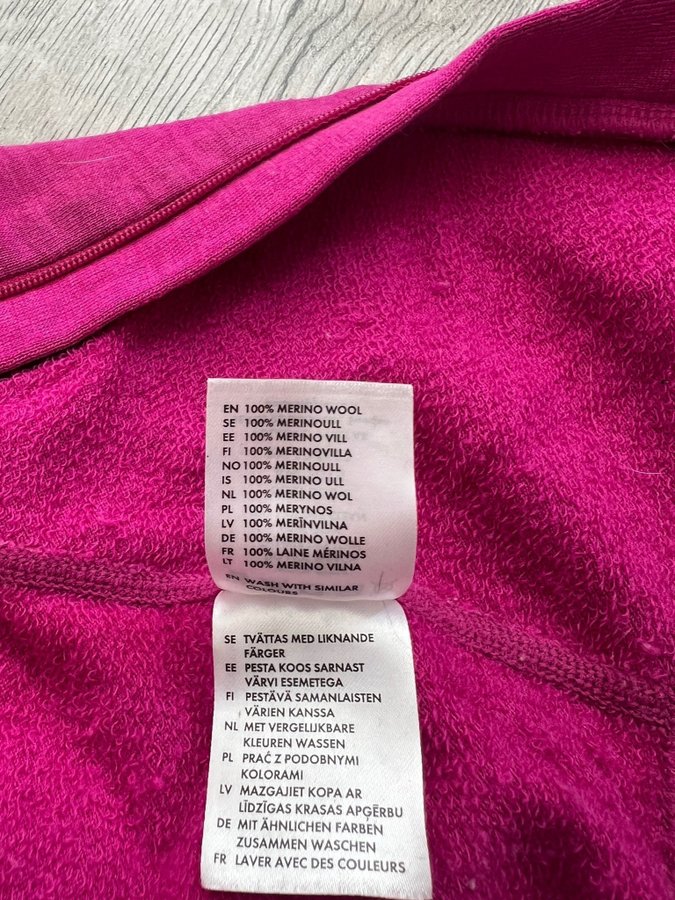 EN 100% MERINO WOOL
SE 100% MERINOULL
EE 100% MERINO VILL
FI 100% MERINOVILLA
NO 100% MERINOULL
IS 100% MERINO ULL
NL 100% MERINO WOL
PL 100% MERYNOS
LV 100% MERĪNVILNA
DE 100% MERINO WOLLE
FR 100% LAINE MÉRINOS
LT 100% MERINO VILNA
EN WASH WITH SIMILAR
COLOURS
SE TVÄTTAS MED LIKNANDE
FÄRGER
EE PESTA KOOS SARNAST
VÄRVI ESEMETEGA
FI PESTÄVÄ SAMANLAISTEN
VÄRIEN KANSSA
NL MET VERGELIJKBARE
KLEUREN WASSEN
PL PRAĆ Z PODOBNYMI
KOLORAMI
LV MAZGAJIET KOPA AR
LĪDZĪGAS KRASAS APĢĒRBU
DE MIT ÄHNLICHEN FARBEN
ZUSAMMEN WASCHEN
FR LAVER AVEC DES COULEURS